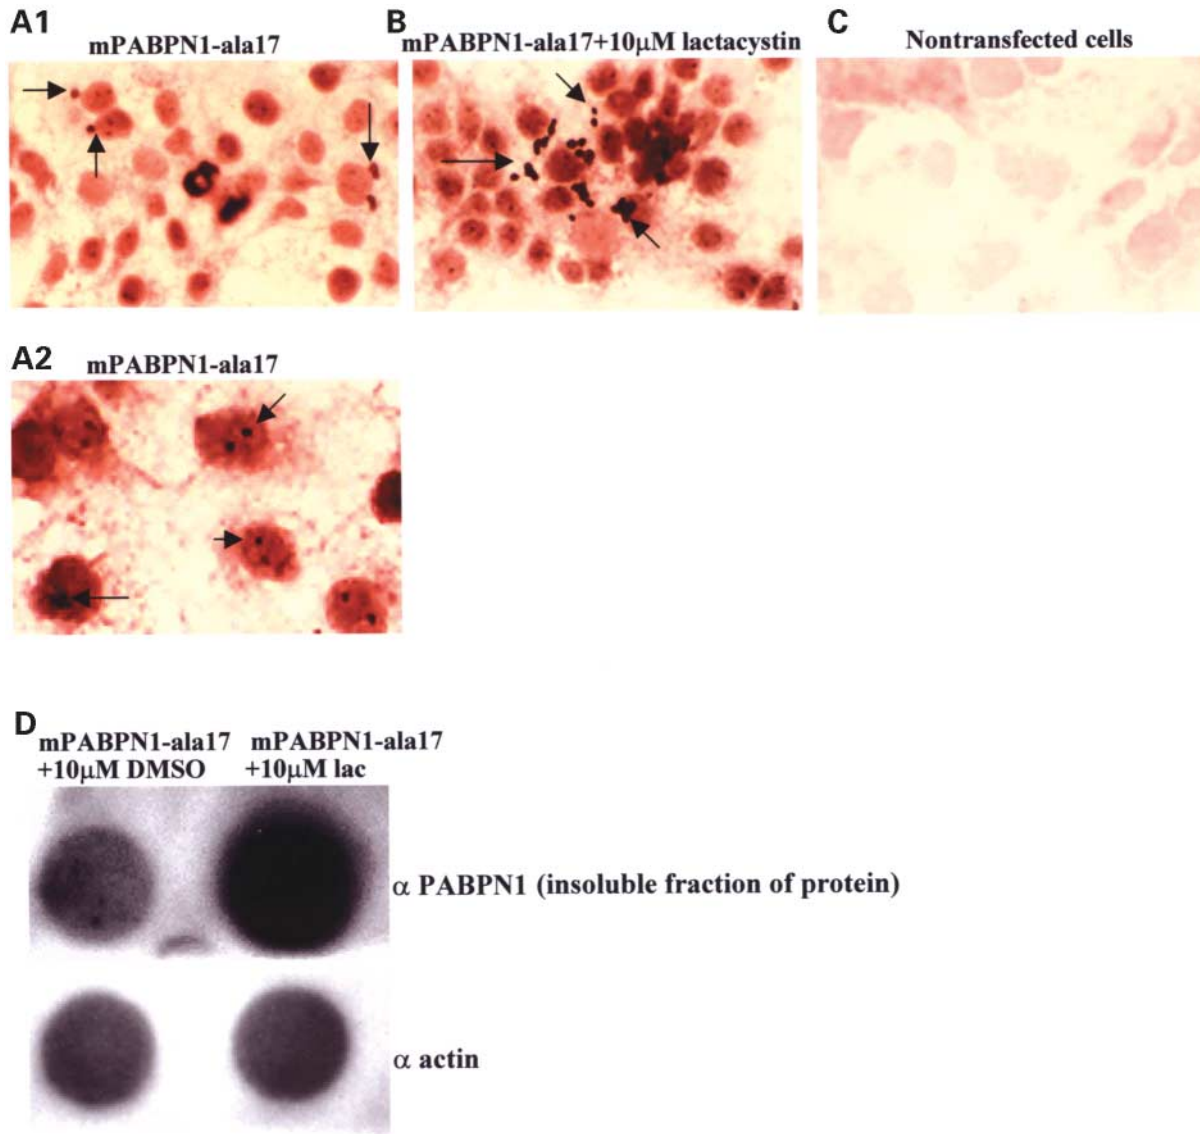 A1
mPABPN1-ala17
B
mPABPN1-ala17+10μM lactacystin
C
Nontransfected cells
A2
mPABPN1-ala17
D
mPABPN1-ala17
+10μM DMSO
mPABPN1-ala17
+10μM lac
α PABPN1 (insoluble fraction of protein)
α actin